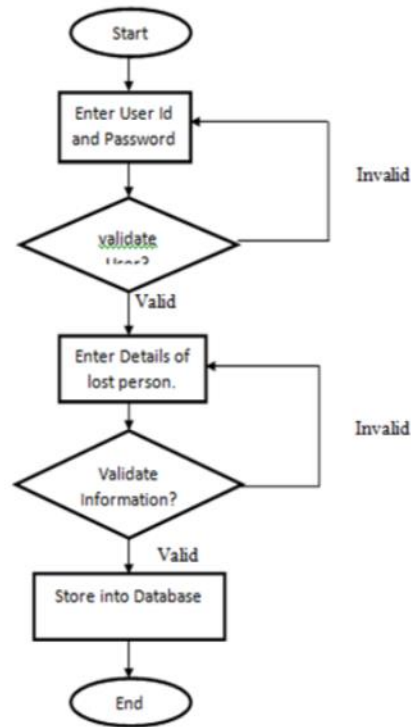 Start
Enter User Id
and Password
Invalid
validate
User?
Valid
Enter Details of
lost person.
Invalid
Validate
Information?
Valid
Store into Database
End